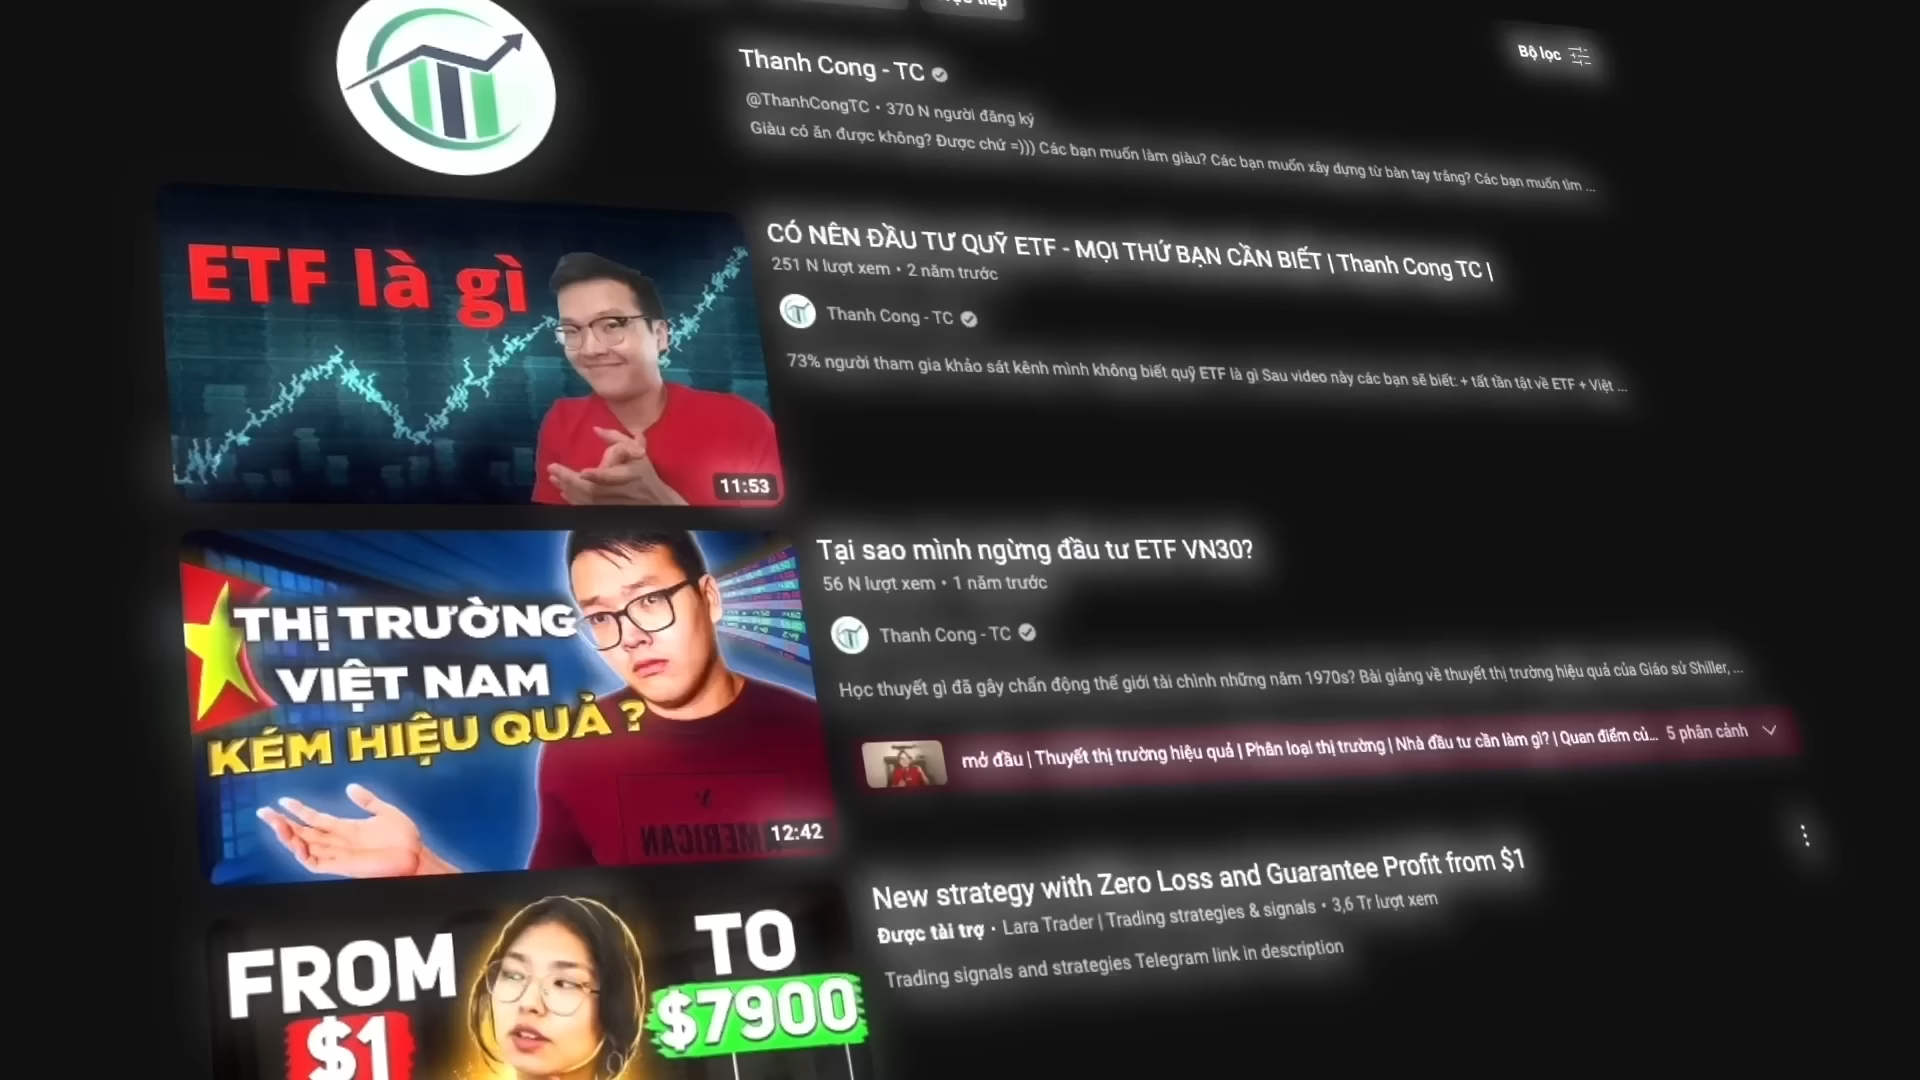 Bộ lọc
Thanh Cong - TC
@ThanhCongTC • 370 N người đăng ký
Giàu có ăn được không? Được chứ =))) Các bạn muốn làm giàu? Các bạn muốn xây dựng từ bàn tay trắng? Các bạn muốn tìm ...
ETF là gì
11:53
CÓ NÊN ĐẦU TƯ QUỸ ETF - MỌI THỨ BẠN CẦN BIẾT | Thanh Cong TC |
251 N lượt xem • 2 năm trước
Thanh Cong - TC
73% người tham gia khảo sát kênh mình không biết quỹ ETF là gì Sau video này các bạn sẽ biết: + tất tần tật về ETF + Việt ...
THỊ TRƯỜNG
VIỆT NAM
KÉM HIỆU QUẢ ?
12:42
Tại sao mình ngừng đầu tư ETF VN30?
56 N lượt xem • 1 năm trước
Thanh Cong - TC
Học thuyết gì đã gây chấn động thế giới tài chình những năm 1970s? Bài giảng về thuyết thị trường hiệu quả của Giáo sứ Shiller, ...
mở đầu | Thuyết thị trường hiệu quả | Phân loại thị trường | Nhà đầu tư cần làm gì? | Quan điểm củ... 5 phân cảnh
FROM
$1
TO
$7900
New strategy with Zero Loss and Guarantee Profit from $1
Được tài trợ · Lara Trader | Trading strategies & signals • 3,6 Tr lượt xem
Trading signals and strategies Telegram link in description